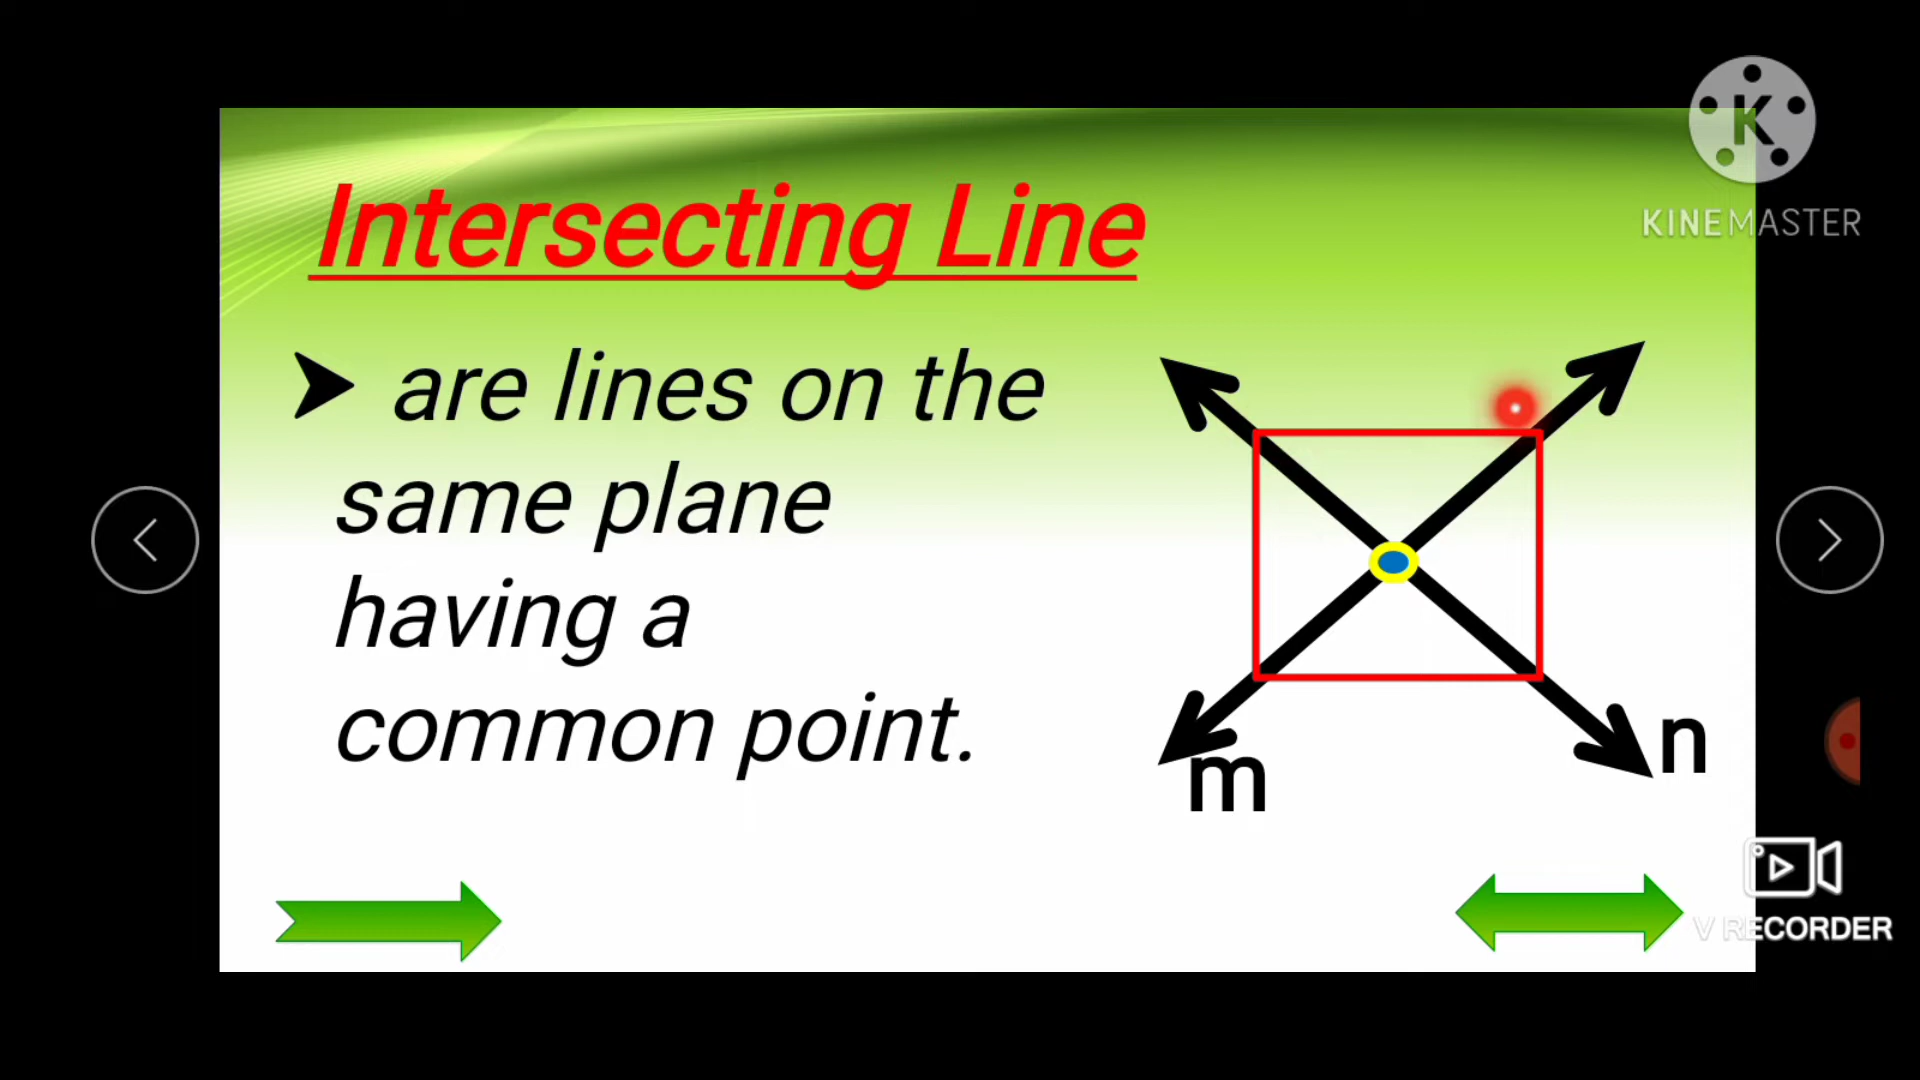 K
KINEMASTER
Intersecting Line
are lines on the
same plane
having a
common point.
n
m
V RECORDER